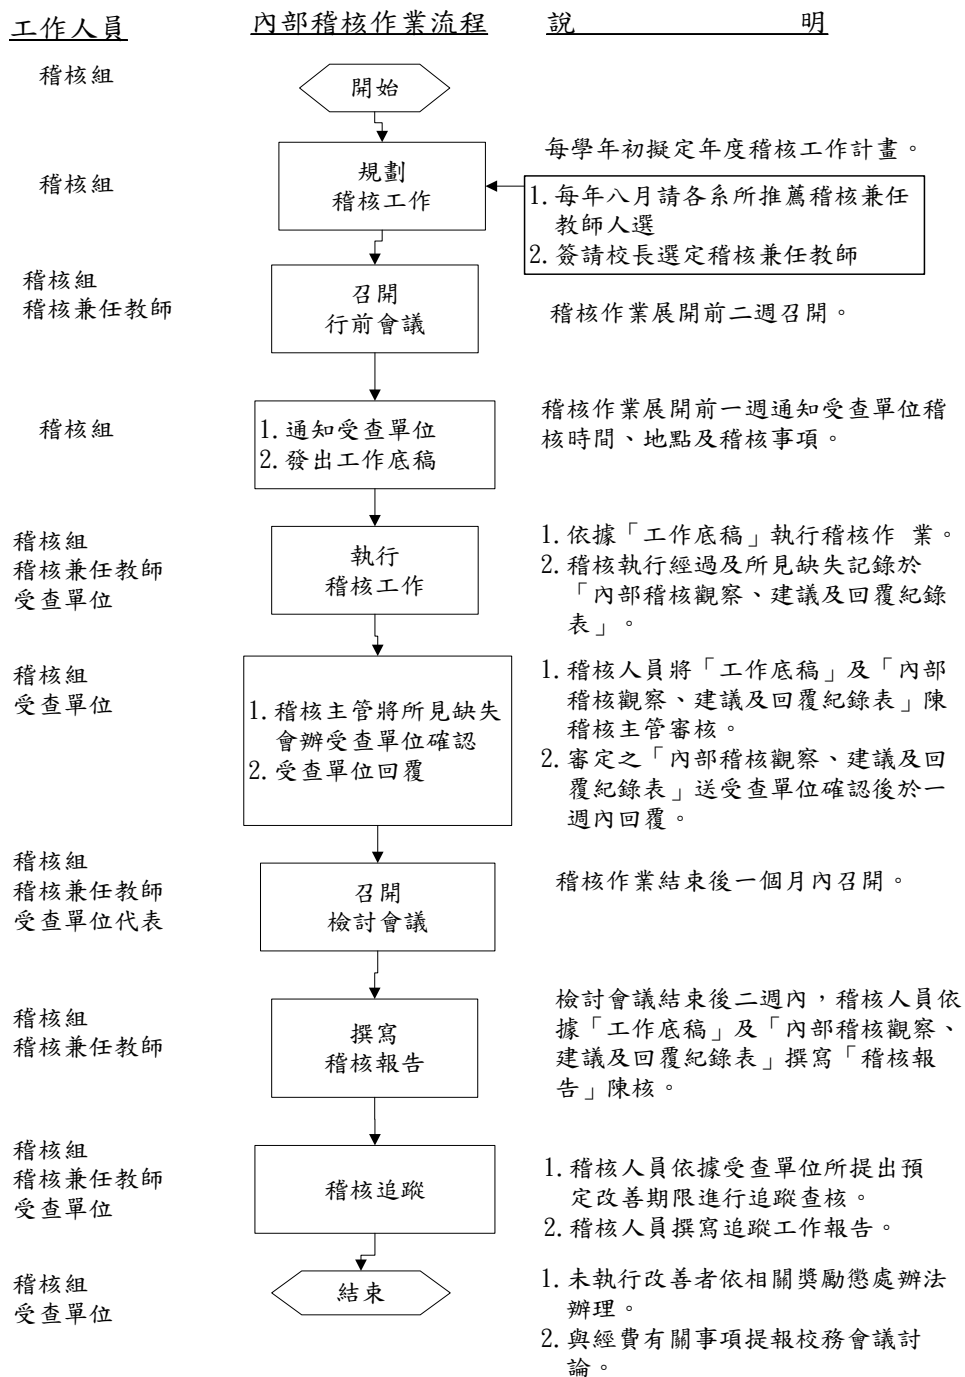 工作人員
內部稽核作業流程
說 明
稽核組
開始
稽核組
規劃
稽核工作
每學年初擬定年度稽核工作計畫。
1.每年八月請各系所推薦稽核兼任
教師人選
2.簽請校長選定稽核兼任教師
稽核組
稽核兼任教師
召開
行前會議
稽核作業展開前二週召開。
稽核組
1.通知受查單位
2.發出工作底稿
稽核作業展開前一週通知受查單位稽
核時間、地點及稽核事項。
稽核組
稽核兼任教師
受查單位
執行
稽核工作
1.依據「工作底稿」執行稽核作 業。
2.稽核執行經過及所見缺失記錄於
「內部稽核觀察、建議及回覆紀錄
表」。
稽核組
受查單位
1.稽核主管將所見缺失
會辦受查單位確認
2.受查單位回覆
1.稽核人員將「工作底稿」及「內部
稽核觀察、建議及回覆紀錄表」陳
稽核主管審核。
2.審定之「內部稽核觀察、建議及回
覆紀錄表」送受查單位確認後於一
週內回覆。
稽核組
稽核兼任教師
受查單位代表
召開
檢討會議
稽核作業結束後一個月內召開。
稽核組
稽核兼任教師
撰寫
稽核報告
檢討會議結束後二週內，稽核人員依
據「工作底稿」及「內部稽核觀察、
建議及回覆紀錄表」撰寫「稽核報
告」陳核。
稽核組
稽核兼任教師
受查單位
稽核追蹤
1.稽核人員依據受查單位所提出預
定改善期限進行追蹤查核。
2.稽核人員撰寫追蹤工作報告。
稽核組
受查單位
結束
1.未執行改善者依相關獎勵懲處辦法
辦理。
2.與經費有關事項提報校務會議討
論。